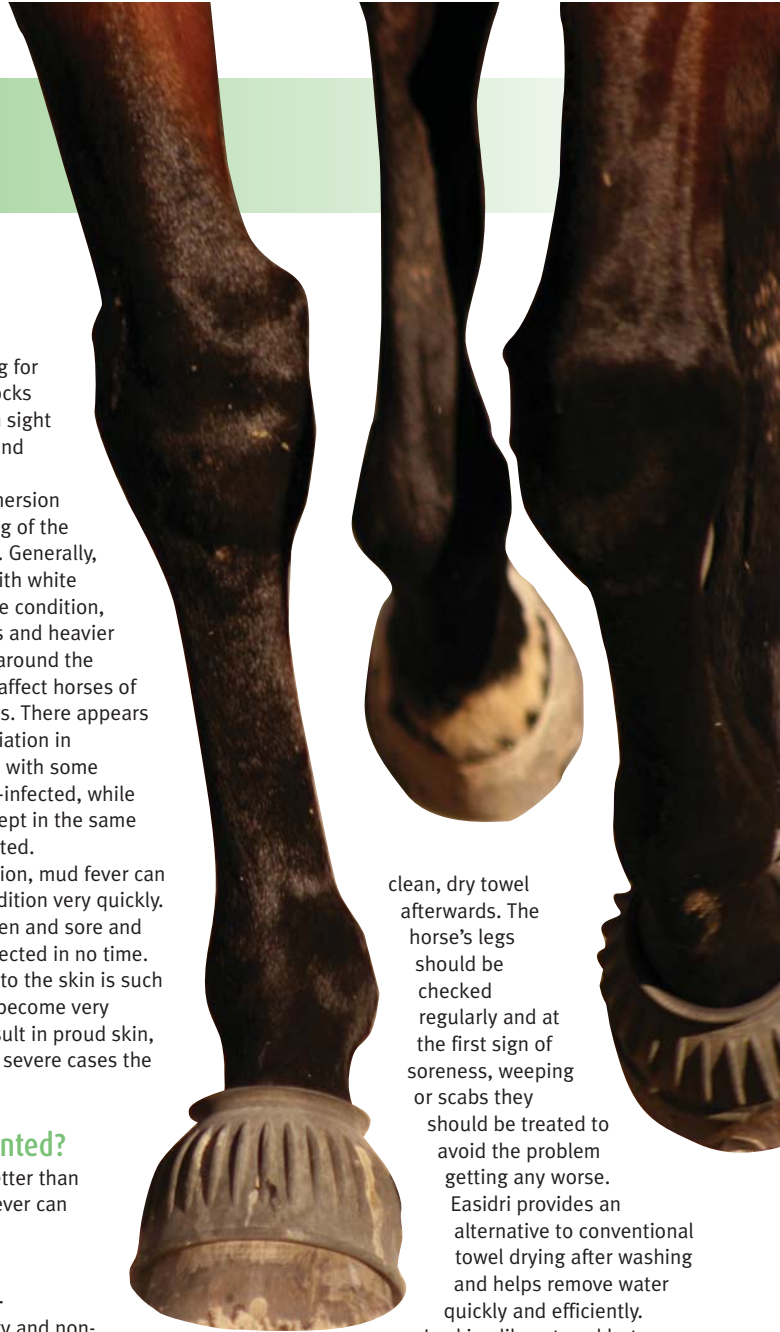 g for
ocks
sight
nd
ersion
g of the
. Generally,
ith white
e condition,
s and heavier
around the
affect horses of
s. There appears
iation in
with some
-infected, while
ept in the same
ted.
ion, mud fever can
dition very quickly.
en and sore and
ected in no time.
to the skin is such
become very
sult in proud skin,
severe cases the
nted?
etter than
ever can
y and non-
clean, dry towel
afterwards. The
horse's legs
should be
checked
regularly and at
the first sign of
soreness, weeping
or scabs they
should be treated to
avoid the problem
getting any worse.
Easidri provides an
alternative to conventional
towel drying after washing
and helps remove water
quickly and efficiently.